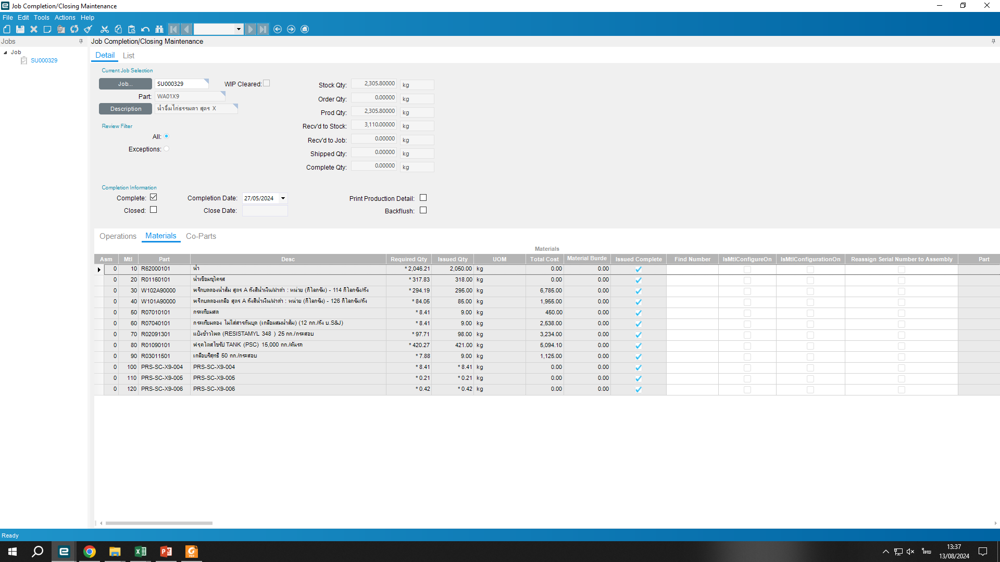 Job Completion/Closing Maintenance
File Edit Tools Actions Help
Jobs
Job Completion/Closing Maintenance
Job
SU000329
Detail List
Current Job Selection
Job... SU000329 WIP Cleared:
Part: WA01X9
Description น้ำจิ้มไก่ธรรมดา สูตร X
Review Filter
All:
Exceptions:
Stock Qty: 2,305.80000 kg
Order Qty: 0.00000 kg
Prod Qty: 2,305.80000 kg
Recv'd to Stock: 3,110.00000 kg
Recv'd to Job: 0.00000 kg
Shipped Qty: 0.00000 kg
Complete Qty: 0.00000 kg
Completion Information
Complete: Completion Date: 27/05/2024 Print Production Detail:
Closed: Close Date: Backflush:
Operations Materials Co-Parts
Materials
Asm Mtl Part Desc Required Qty Issued Qty UOM Total Cost Material Burde Issued Complete Find Number IsMtlConfigureOn IsMtlConfigurationOn Reassign Serial Number to Assembly Part
0 10 R62000101 น้ำ * 2,046.21 2,050.00 kg 0.00 0.00
0 20 R01160101 น้ำเชื่อมซูโครส * 317.83 318.00 kg 0.00 0.00
0 30 W102A90000 พริกบดดองน้ำส้ม สูตร A ถังสีน้ำเงิน/ฝาดำ : หน่วย (กิโลกรัม) - 114 กิโลกรัม/ถัง * 294.19 295.00 kg 6,785.00 0.00
0 40 W101A90000 พริกบดดองเกลือ สูตร A ถังสีน้ำเงิน/ฝาดำ : หน่วย (กิโลกรัม) - 126 กิโลกรัม/ถัง * 84.05 85.00 kg 1,955.00 0.00
0 50 R07010101 กระเทียมสด * 8.41 9.00 kg 450.00 0.00
0 60 R07040101 กระเทียมดอง ไม่ใส่สารกันบูด (เกลือผสมน้ำส้ม) (12 กก./ถัง บ.S&J) * 8.41 9.00 kg 2,538.00 0.00
0 70 R02091301 แป้งข้าวโพด (RESISTAMYL 348 ) 25 กก./กระสอบ * 97.71 98.00 kg 3,234.00 0.00
0 80 R01090101 ฟรุคโตสไซรัป TANK (PSC) 15,000 กก./คันรถ * 420.27 421.00 kg 5,094.10 0.00
0 90 R03011501 เกลือบริสุทธิ์ 50 กก./กระสอบ * 7.88 9.00 kg 1,125.00 0.00
0 100 PRS-SC-X9-004 PRS-SC-X9-004 * 8.41 * 8.41 kg 0.00 0.00
0 110 PRS-SC-X9-005 PRS-SC-X9-005 * 0.21 * 0.21 kg 0.00 0.00
0 120 PRS-SC-X9-006 PRS-SC-X9-006 * 0.42 * 0.42 kg 0.00 0.00
Ready
ไทย
13:37
13/08/2024